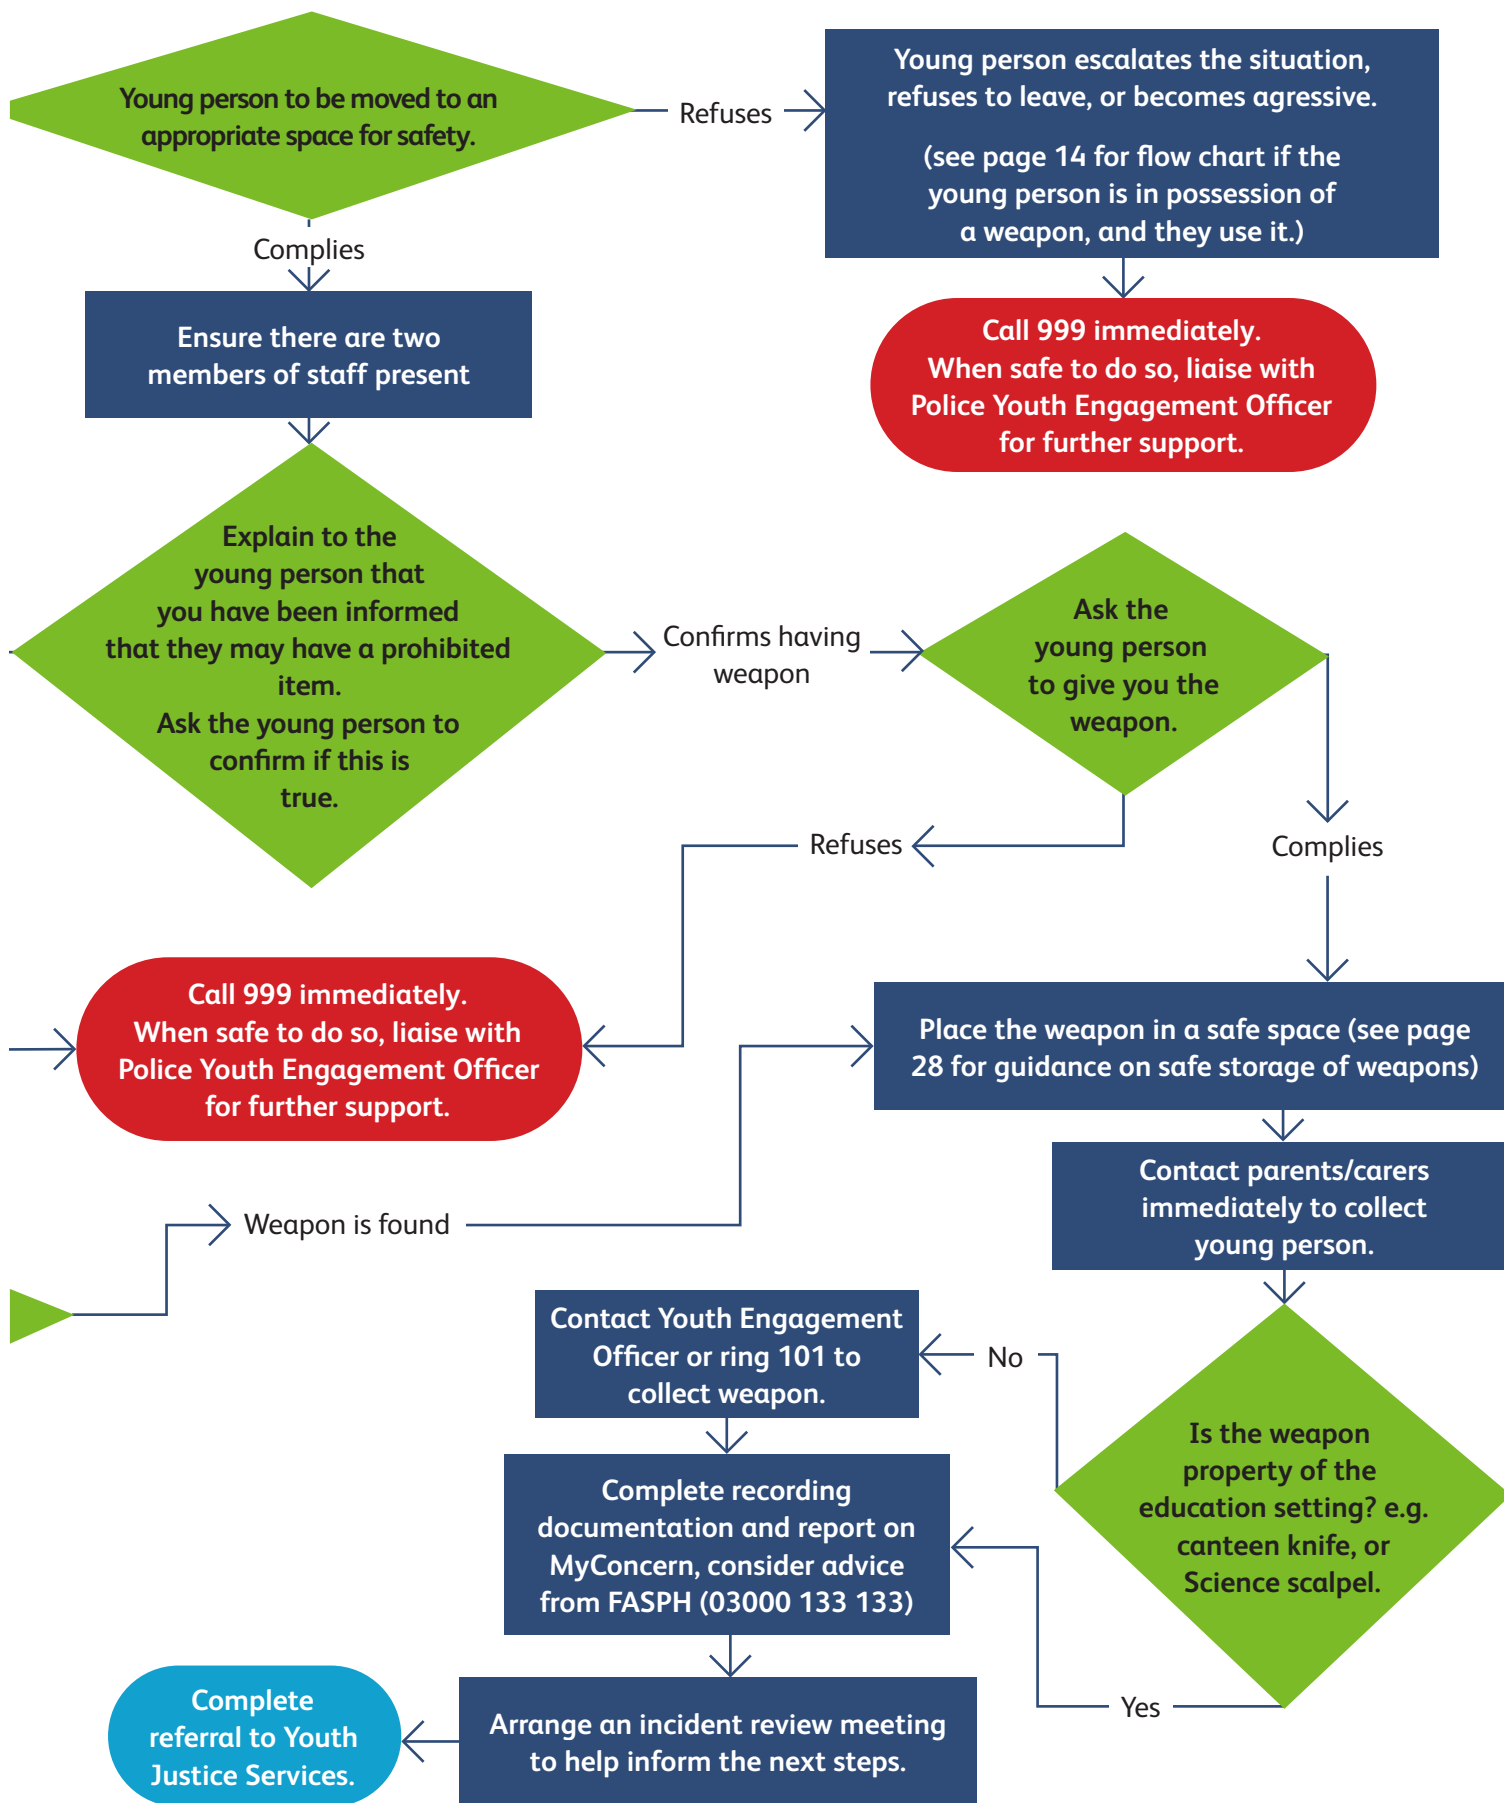 Young person to be moved to an
appropriate space for safety.
Refuses
Young person escalates the situation,
refuses to leave, or becomes agressive.
(see page 14 for flow chart if the
young person is in possession of
a weapon, and they use it.)
Complies
Ensure there are two
members of staff present
Call 999 immediately.
When safe to do so, liaise with
Police Youth Engagement Officer
for further support.
Explain to the
young person that
you have been informed
that they may have a prohibited
item.
Ask the young person to
confirm if this is
true.
Confirms having
weapon
Ask the
young person
to give you the
weapon.
Refuses
Complies
Call 999 immediately.
When safe to do so, liaise with
Police Youth Engagement Officer
for further support.
Place the weapon in a safe space (see page
28 for guidance on safe storage of weapons)
Contact parents/carers
immediately to collect
young person.
Weapon is found
Contact Youth Engagement
Officer or ring 101 to
collect weapon.
No
Is the weapon
property of the
education setting? e.g.
canteen knife, or
Science scalpel.
Complete recording
documentation and report on
MyConcern, consider advice
from FASPH (03000 133 133)
Yes
Arrange an incident review meeting
to help inform the next steps.
Complete
referral to Youth
Justice Services.